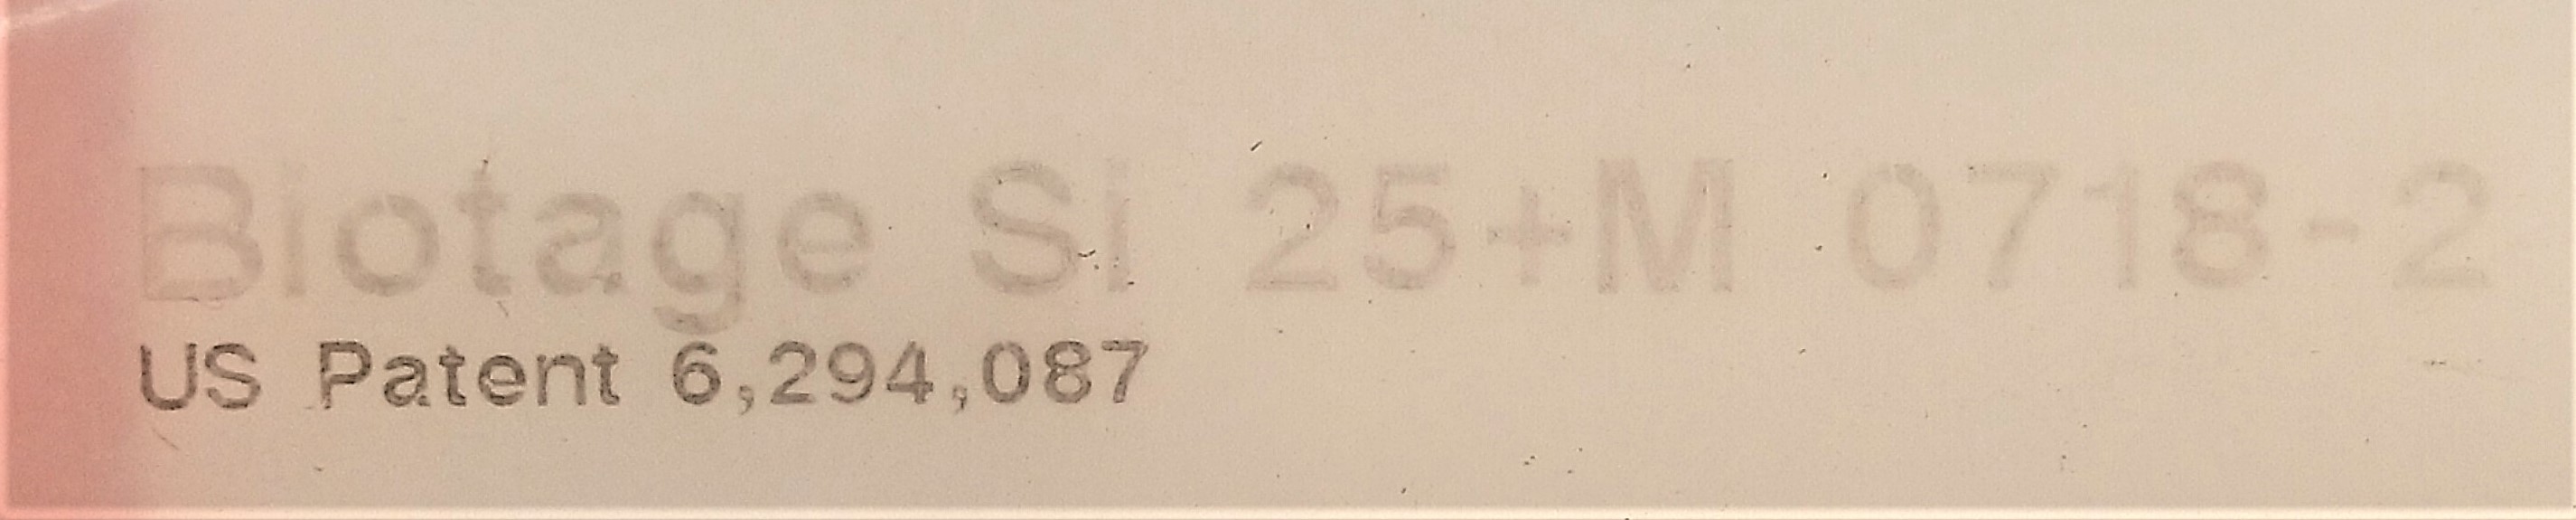 Biotage Si 25+M 0718-2
US Patent 6,294,087